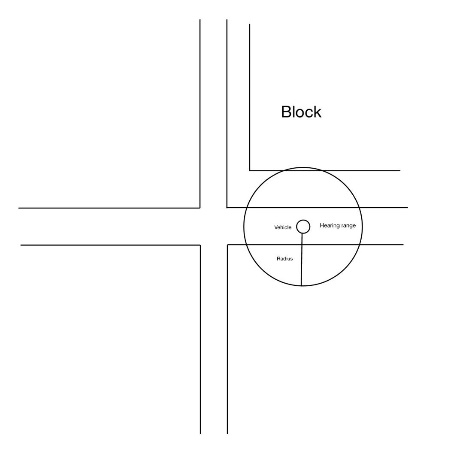 Block
Vehicle
Hearing range
Radius